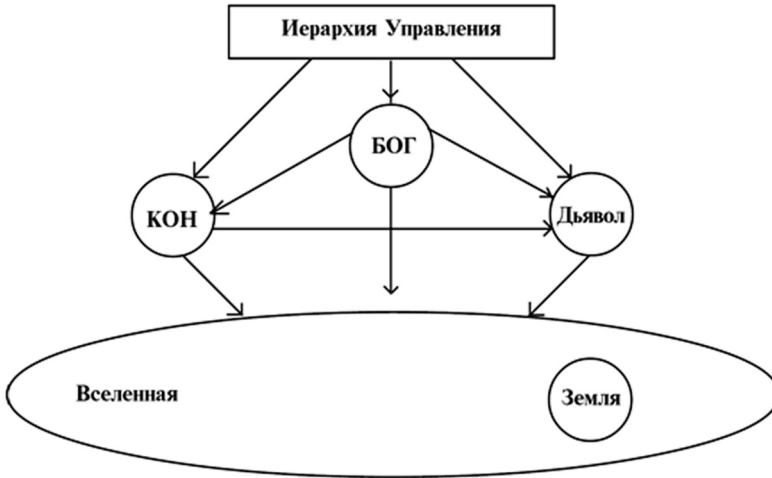 Иерархия Управления
БОГ
КОН
Дьявол
Вселенная
Земля